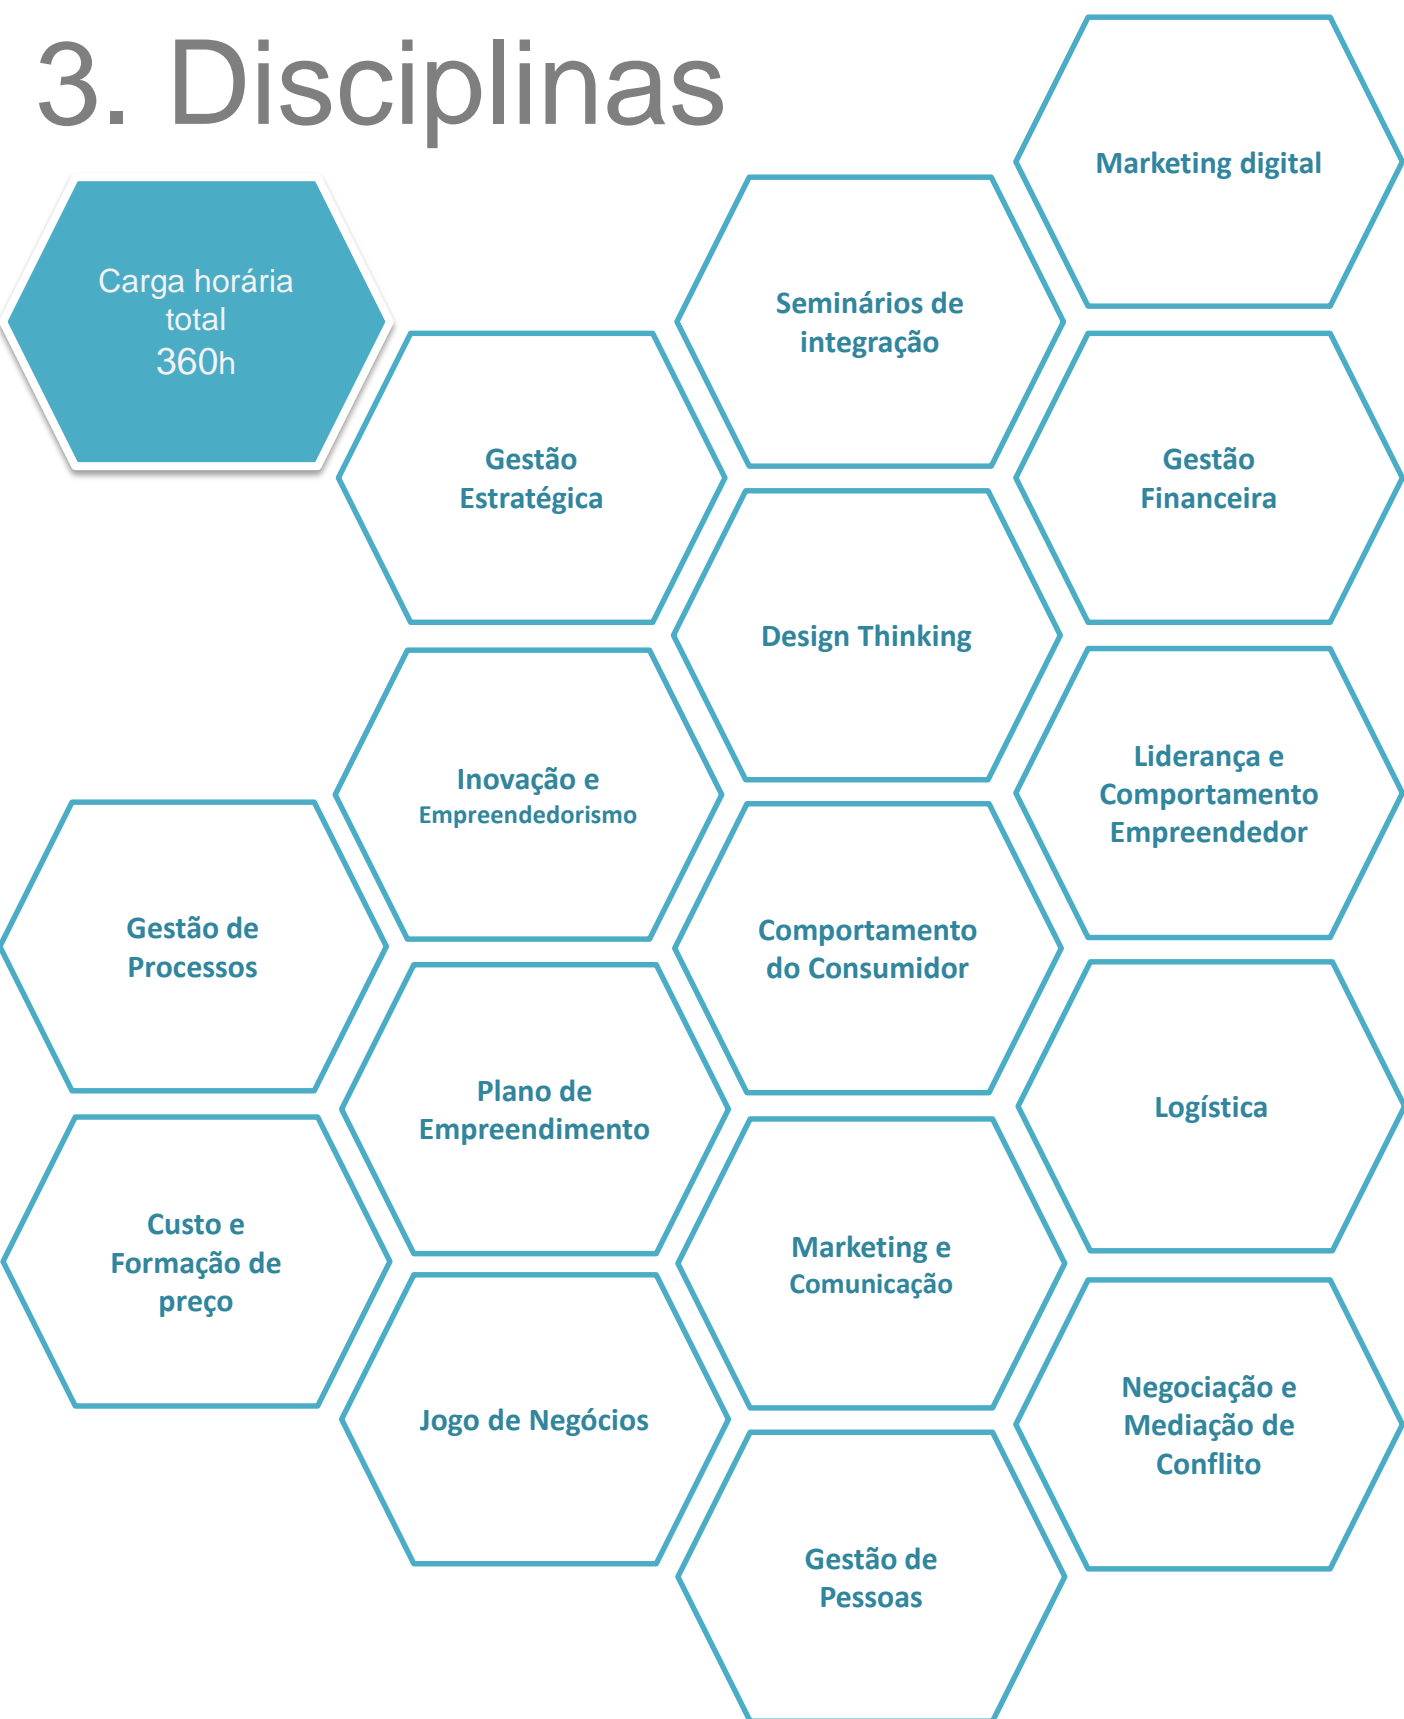 3. Disciplinas
Marketing digital
Carga horária
total
360h
Seminários de
integração
Gestão
Estratégica
Gestão
Financeira
Design Thinking
Inovação e
Empreendedorismo
Liderança e
Comportamento
Empreendedor
Gestão de
Processos
Comportamento
do Consumidor
Plano de
Empreendimento
Logística
Custo e
Formação de
preço
Marketing e
Comunicação
Jogo de Negócios
Negociação e
Mediação de
Conflito
Gestão de
Pessoas